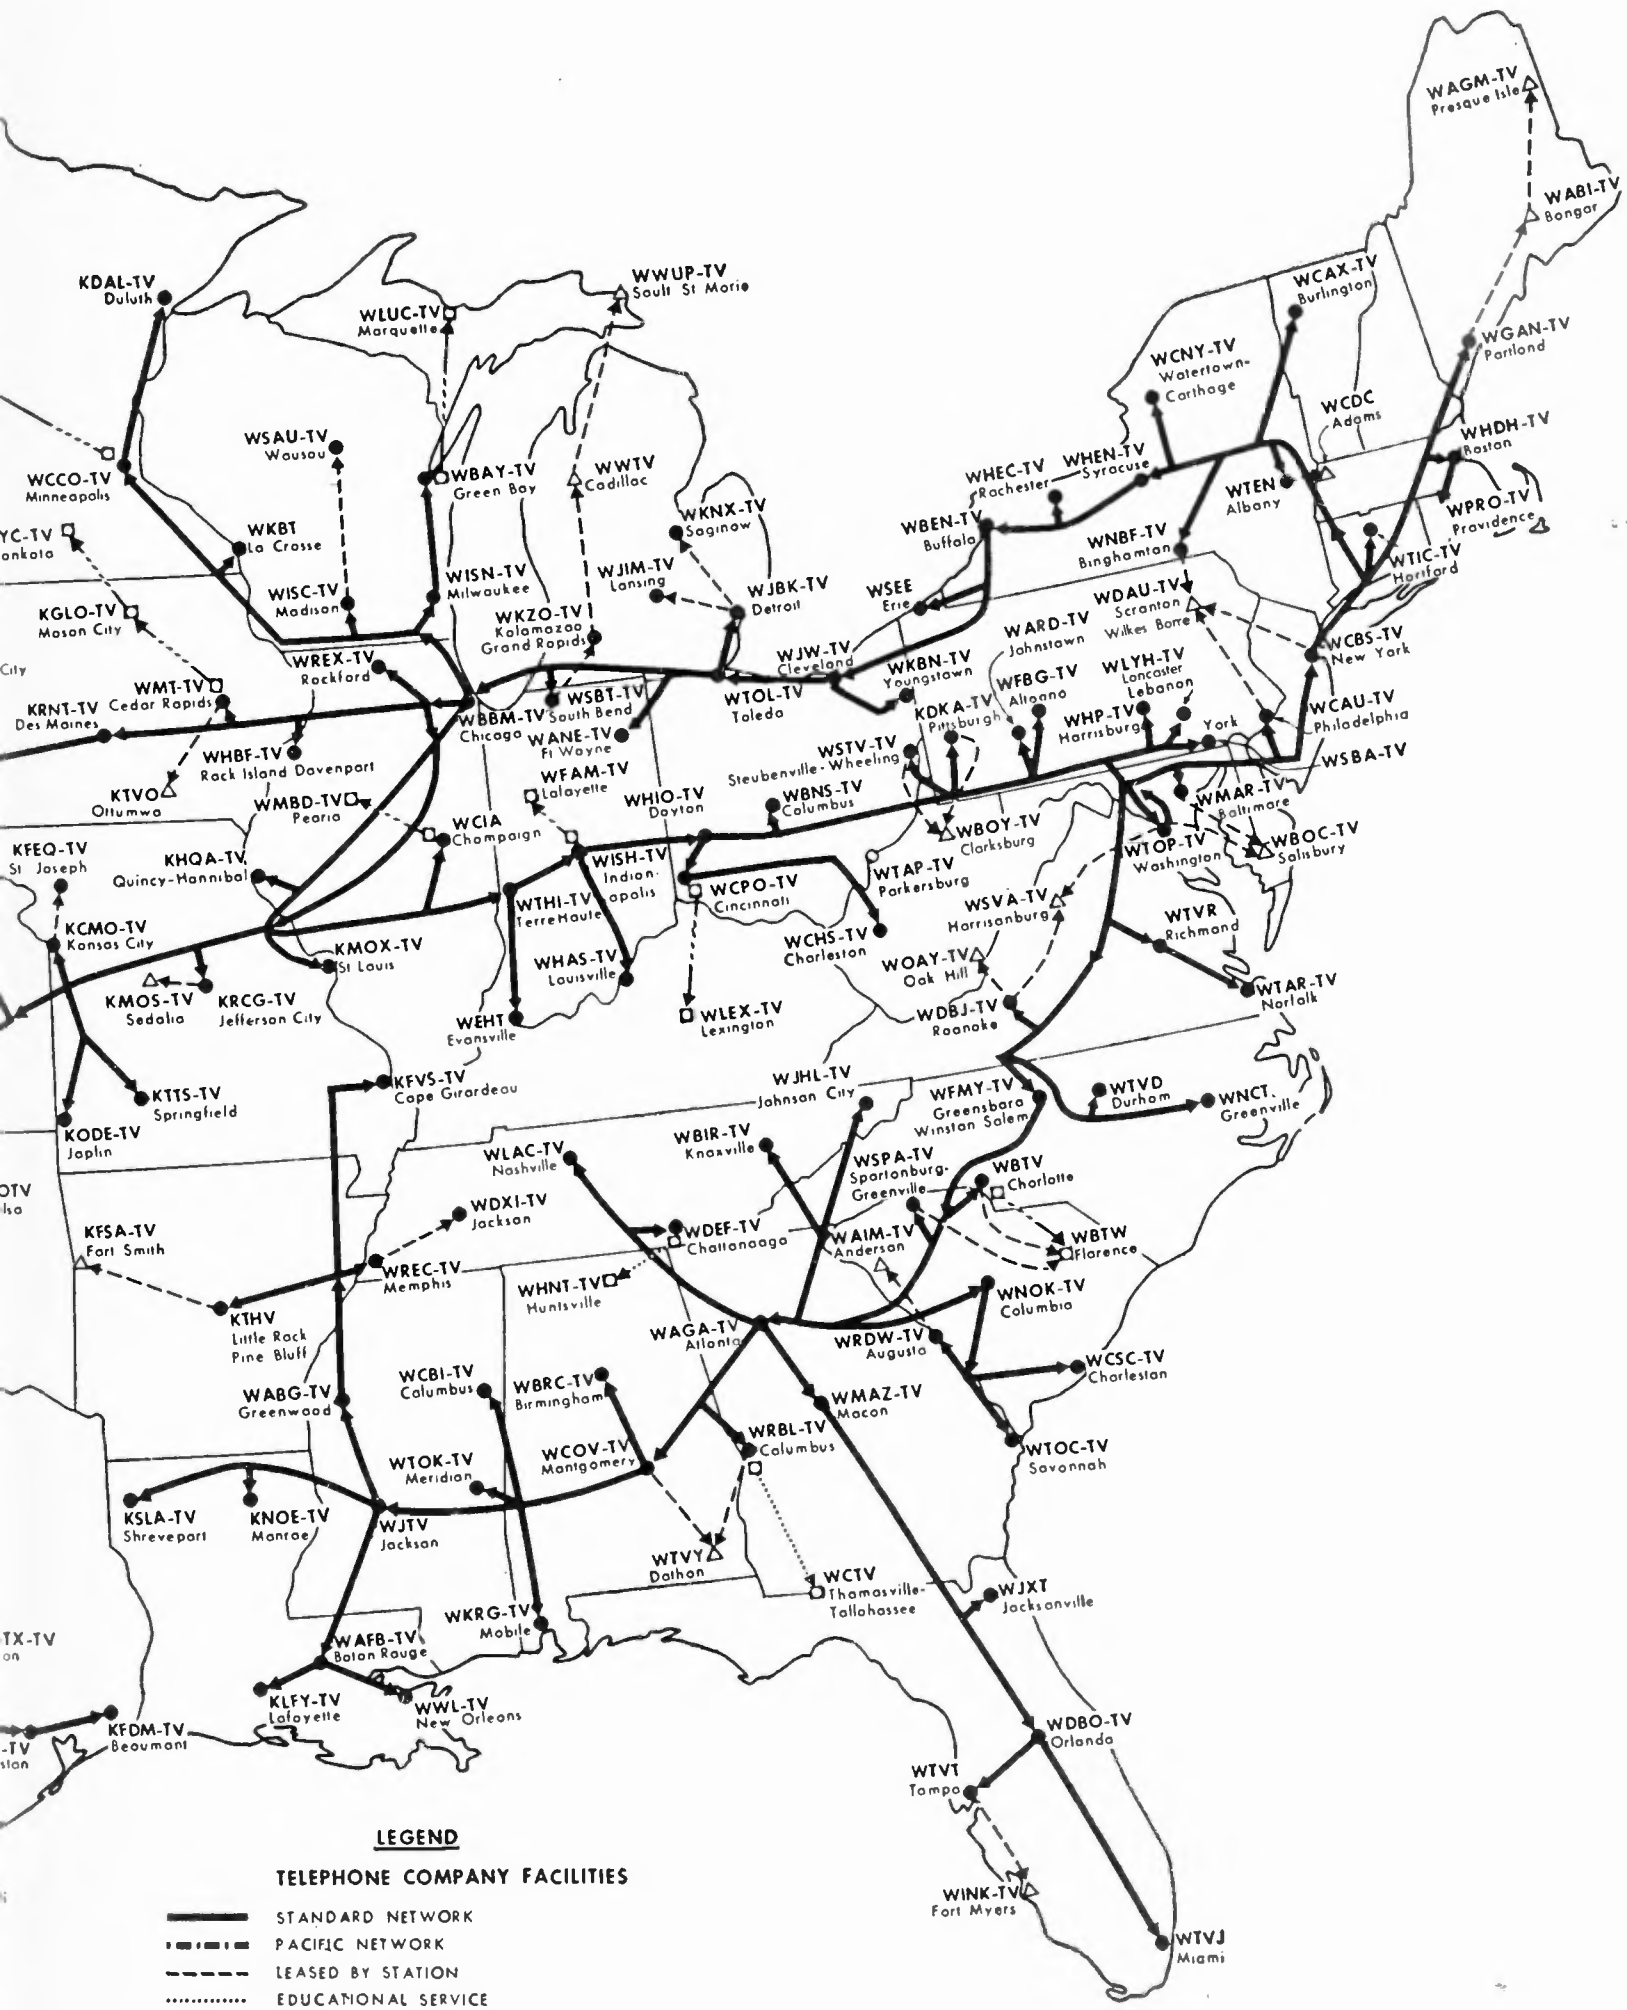 WAGM-TV
Presque Isle
WABI-TV
Bangor
WCAX-TV
Burlington
KDAL-TV
Duluth
WWUP-TV
Sault St Marie
WLUC-TV
Marquette
WGAN-TV
Portland
WCNY-TV
Watertown-
Carthage
WCDC
Adams
WHDH-TV
Boston
WSAU-TV
Wausau
WCCO-TV
Minneapolis
WBAY-TV
Green Bay
WWTV
Cadillac
WHEC-TV
Rochester
WHEN-TV
Syracuse
WTEN
Albany
WPRO-TV
Providence
WKNX-TV
Saginaw
WBEN-TV
Buffalo
WNBF-TV
Binghamton
WTIC-TV
Hartford
YC-TV
ankato
WKBT
La Crosse
WISC-TV
Madison
WISN-TV
Milwaukee
WJIM-TV
Lansing
WJBK-TV
Detroit
WSEE
Erie
WDAU-TV
Scranton
Wilkes Barre
KGLO-TV
Mason City
WKZO-TV
Kalamazoo
Grand Rapids
WARD-TV
Johnstown
WCBS-TV
New York
City
WREX-TV
Rockford
WJW-TV
Cleveland
WKBN-TV
Youngstown
WFBG-TV
Altoona
WLYH-TV
Lancaster
Lebanon
WMT-TV
Cedar Rapids
KRNT-TV
Des Moines
WBBM-TV
Chicago
WSBT-TV
South Bend
WTOL-TV
Toledo
KDKA-TV
Pittsburgh
WHP-TV
Harrisburg
York
WCAU-TV
Philadelphia
WANE-TV
Ft Wayne
WSTV-TV
Steubenville-Wheeling
WSBA-TV
WHBF-TV
Rock Island Davenport
WFAM-TV
Lafayette
WHIO-TV
Dayton
WBNS-TV
Columbus
WMAR-TV
Baltimore
KTVO
Ottumwa
WMBD-TV
Peoria
WCIA
Champaign
WBOY-TV
Clarksburg
WTOP-TV
Washington
WBOC-TV
Salisbury
KFEQ-TV
St Joseph
KHQA-TV
Quincy-Hannibal
WISH-TV
Indian-
apolis
WTHI-TV
Terre Haute
WCPO-TV
Cincinnati
WTAP-TV
Parkersburg
WSVA-TV
Harrisonburg
WTVR
Richmond
KCMO-TV
Kansas City
KMOX-TV
St Louis
WHAS-TV
Louisville
WCHS-TV
Charleston
WOAY-TV
Oak Hill
WTAR-TV
Norfolk
KMOS-TV
Sedalia
KRCG-TV
Jefferson City
WEHT
Evansville
WLEX-TV
Lexington
WDBJ-TV
Roanoke
KTTS-TV
Springfield
KFVS-TV
Cape Girardeau
WJHL-TV
Johnson City
WFMY-TV
Greensboro
Winston Salem
WTVD
Durham
WNCT.
Greenville
KODE-TV
Joplin
WLAC-TV
Nashville
WBIR-TV
Knoxville
WSPA-TV
Spartanburg-
Greenville
WBTV
Charlotte
OTV
lsa
WDXI-TV
Jackson
KFSA-TV
Fort Smith
WDEF-TV
Chattanooga
WAIM-TV
Anderson
WBTW
Florence
WREC-TV
Memphis
WHNT-TV
Huntsville
WNOK-TV
Columbia
KTHV
Little Rock
Pine Bluff
WAGA-TV
Atlanta
WRDW-TV
Augusta
WCSC-TV
Charleston
WCBI-TV
Columbus
WBRC-TV
Birmingham
WABG-TV
Greenwood
WMAZ-TV
Macon
WRBL-TV
Columbus
WTOK-TV
Meridian
WCOV-TV
Montgomery
WTOC-TV
Savannah
KSLA-TV
Shreveport
KNOE-TV
Monroe
WJTV
Jackson
WTVY
Dothan
WCTV
Thomasville-
Tallahassee
WJXT
Jacksonville
WKRG-TV
Mobile
TX-TV
on
WAFB-TV
Baton Rouge
KLFY-TV
Lafayette
WWL-TV
New Orleans
KFDM-TV
Beaumont
-TV
ston
WDBO-TV
Orlando
WTVT
Tampa
WINK-TV
Fort Myers
WTVJ
Miami
LEGEND
TELEPHONE COMPANY FACILITIES
STANDARD NETWORK
PACIFIC NETWORK
LEASED BY STATION
EDUCATIONAL SERVICE